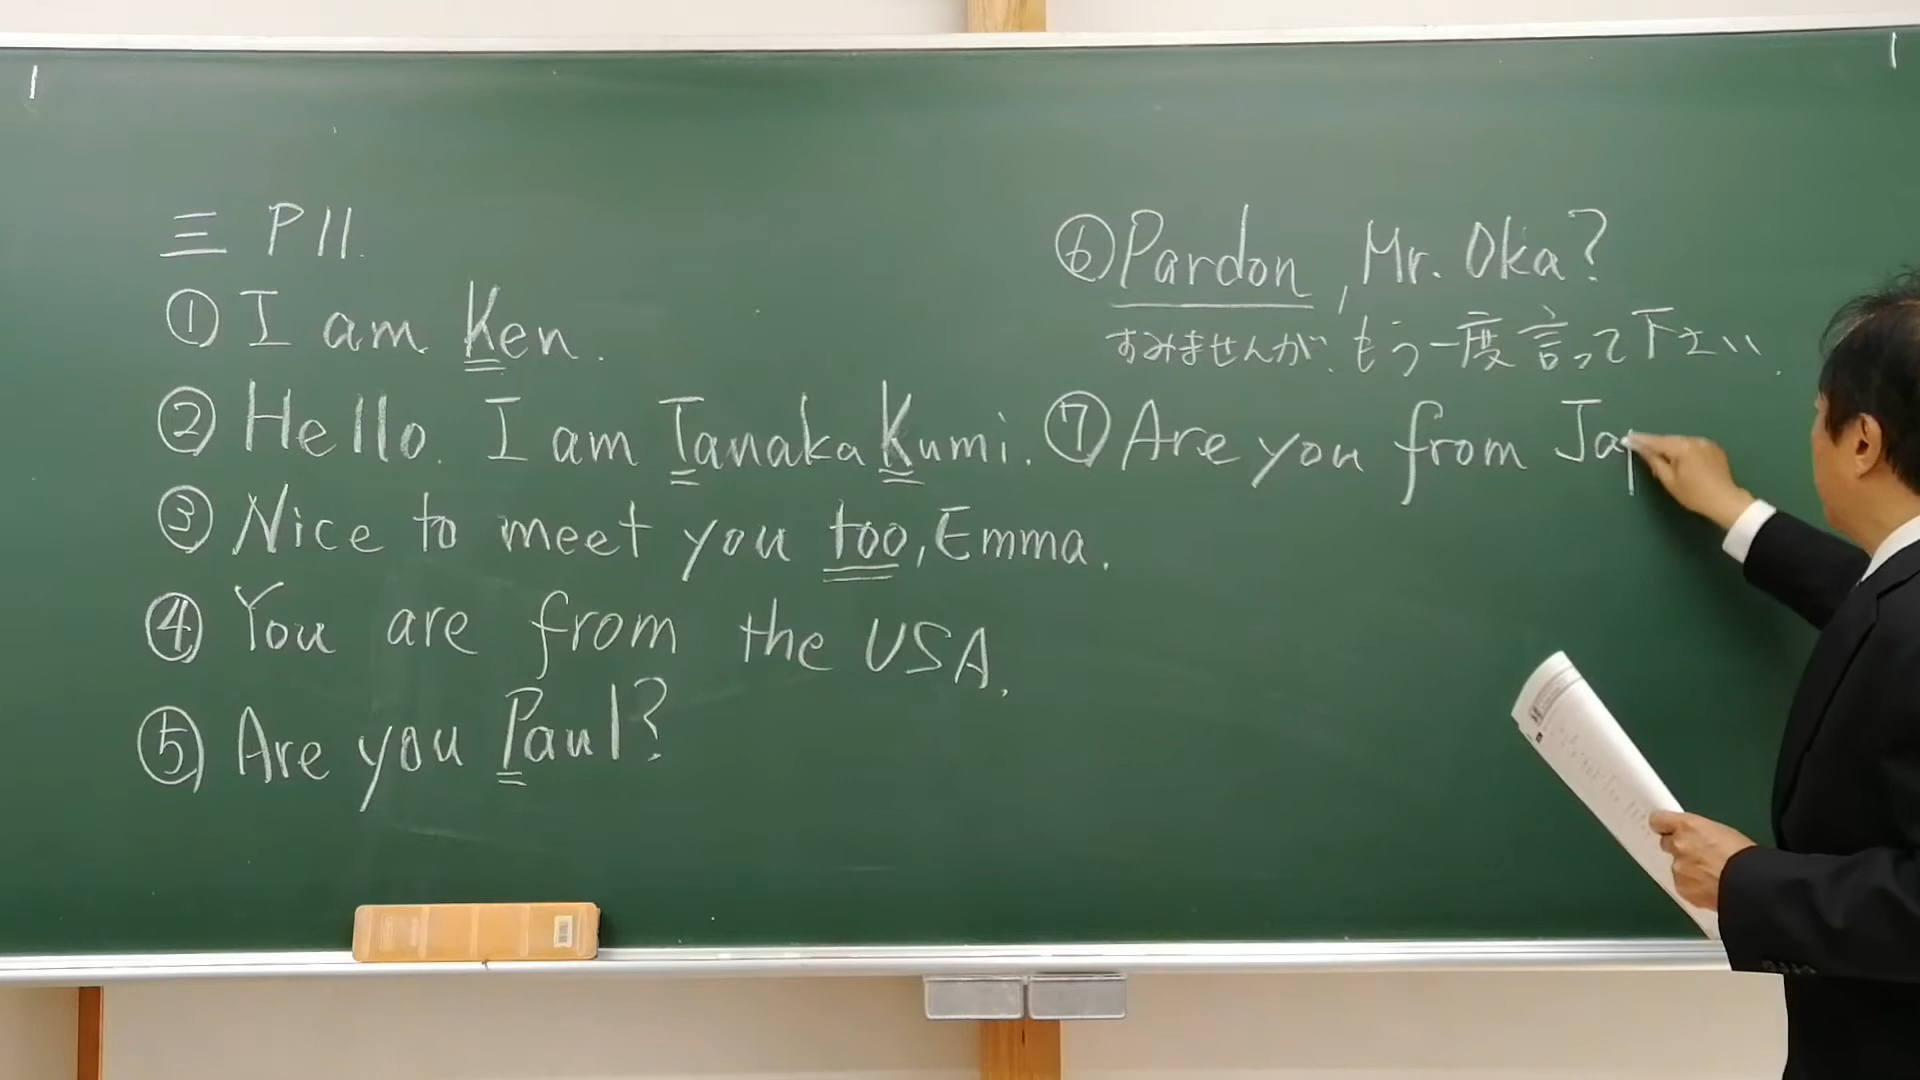 三 P11.
① I am Ken.
② Hello. I am Tanaka Kumi.
③ Nice to meet you too, Emma.
④ You are from the USA.
⑤ Are you Paul?
⑥ Pardon, Mr. Oka?
すみませんが、もう一度言って下さい.
⑦ Are you from Jap